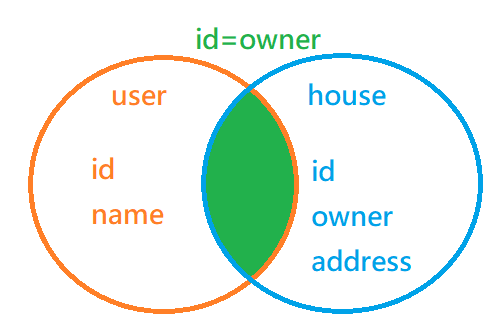 id=owner
user
id
name
house
id
owner
address